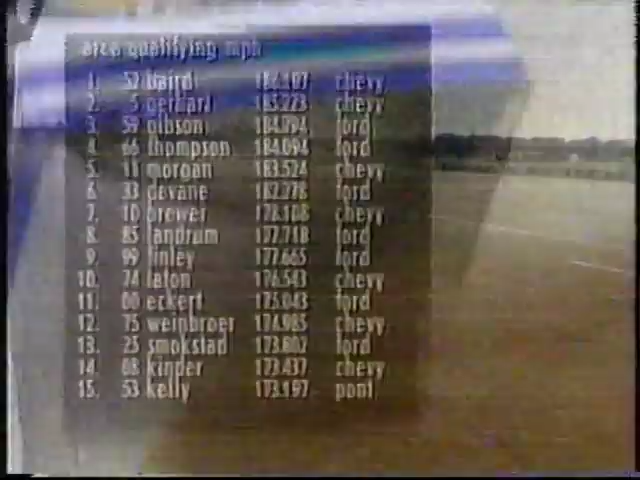 arca qualifying mph
1. 52 baird 186.107 chevy
2. 5 gerhart 185.223 chevy
3. 59 gibson 184.794 ford
4. 66 thompson 184.094 ford
5. 11 morgan 183.524 chevy
6. 33 devane 182.278 ford
7. 10 brewer 178.108 chevy
8. 85 landrum 177.718 ford
9. 99 finley 177.665 ford
10. 74 laton 176.543 chevy
11. 00 eckert 175.043 ford
12. 75 weinbroer 174.985 chevy
13. 25 smokstad 173.802 ford
14. 08 kinder 173.437 chevy
15. 53 kelly 173.197 pont